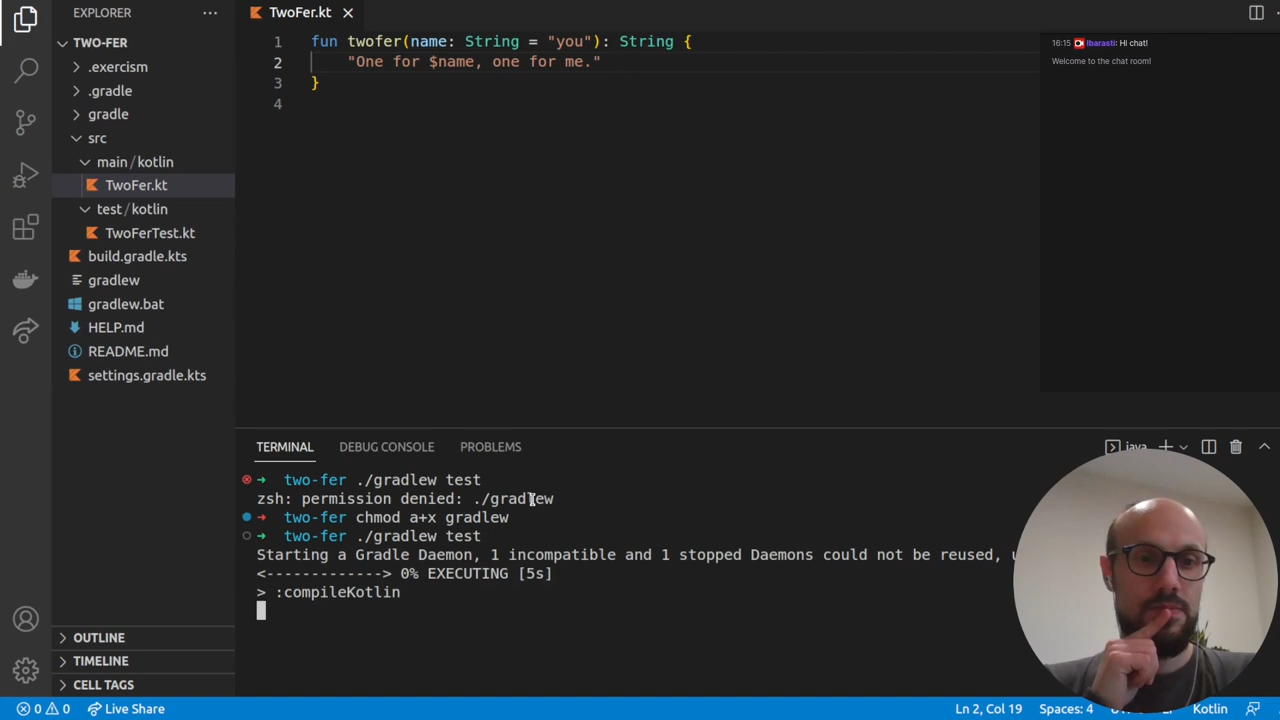 EXPLORER
TWO-FER
.exercism
.gradle
gradle
src
main/kotlin
TwoFer.kt
test/kotlin
TwoFerTest.kt
build.gradle.kts
gradlew
gradlew.bat
HELP.md
README.md
settings.gradle.kts
OUTLINE
TIMELINE
CELL TAGS
TwoFer.kt
1 fun twofer(name: String = "you"): String {
2 "One for $name, one for me."
3 }
4
16:15 lbarasti: Hi chat!
Welcome to the chat room!
TERMINAL DEBUG CONSOLE PROBLEMS
java
two-fer ./gradlew test
zsh: permission denied: ./gradlew
two-fer chmod a+x gradlew
two-fer ./gradlew test
Starting a Gradle Daemon, 1 incompatible and 1 stopped Daemons could not be reused,
<-------------> 0% EXECUTING [5s]
> :compileKotlin
0 0 Live Share Ln 2, Col 19 Spaces: 4 Kotlin